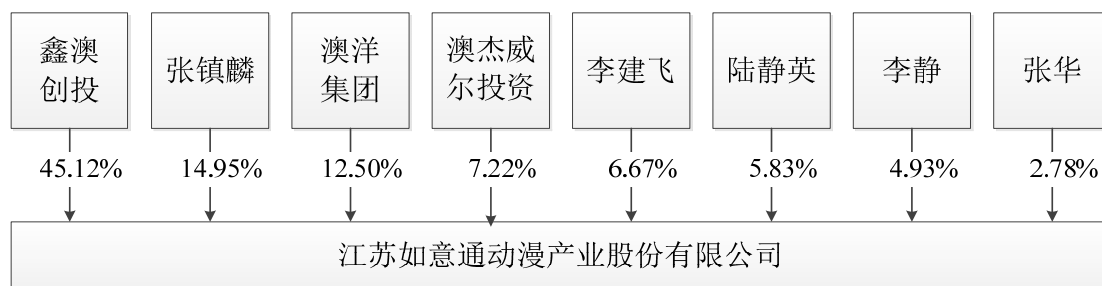 鑫澳
创投
张镇麟
澳洋
集团
澳杰威
尔投资
李建飞
陆静英
李静
张华
45.12%
14.95%
12.50%
7.22%
6.67%
5.83%
4.93%
2.78%
江苏如意通动漫产业股份有限公司